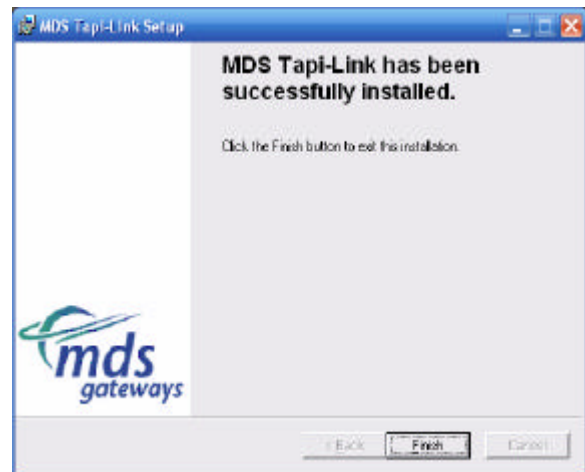 MDS Tapi-Link Setup
MDS Tapi-Link has been
successfully installed.
Click the Finish button to exit this installation.
mds
gateways
< Back
Finish
Cancel